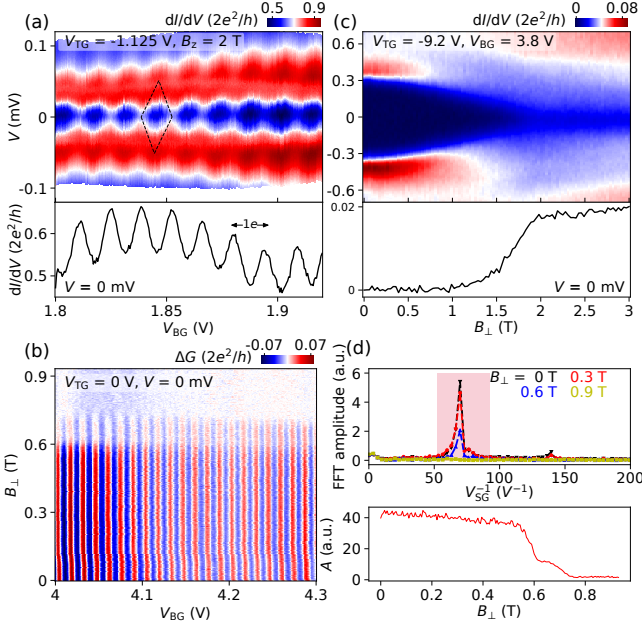 dI/dV (2e²/h) 0.5 0.9
(a)
V_TG = -1.125 V, B_z = 2 T
V (mV)
0.1
0
-0.1
dI/dV (2e²/h)
0.6
0.5
1e
V = 0 mV
1.8 1.85 1.9
V_BG (V)
dI/dV (2e²/h) 0 0.08
(c)
V_TG = -9.2 V, V_BG = 3.8 V
0.6
0.3
0
-0.3
-0.6
0.02
0
V = 0 mV
0 0.5 1 1.5 2 2.5 3
B_⊥ (T)
(b)
ΔG (2e²/h) -0.07 0.07
V_TG = 0 V, V = 0 mV
B_⊥ (T)
0.9
0.6
0.3
0
4 4.1 4.2 4.3
V_BG (V)
(d)
FFT amplitude (a.u.)
6
4
2
0
B_⊥ = 0 T 0.3 T
0.6 T 0.9 T
0 50 100 150 200
V_SG (V⁻¹)
A (a.u.)
40
20
0
0 0.2 0.4 0.6 0.8
B_⊥ (T)